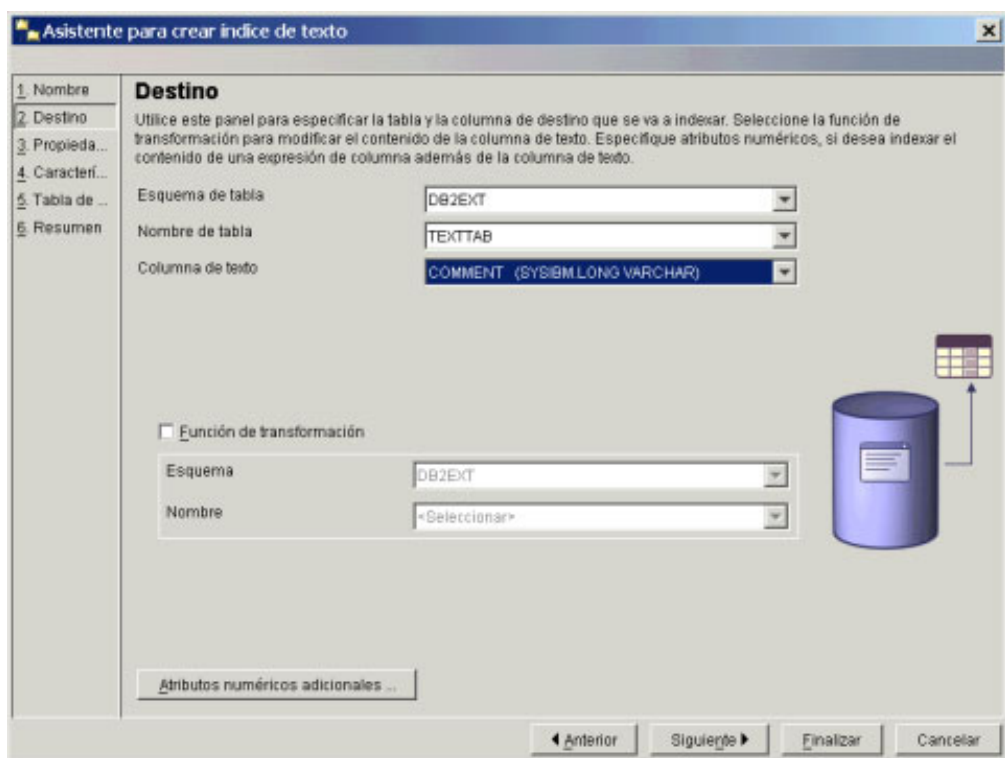 Asistente para crear índice de texto
1. Nombre
2. Destino
3. Propieda...
4. Caracterí...
5. Tabla de ...
6. Resumen
Destino
Utilice este panel para especificar la tabla y la columna de destino que se va a indexar. Seleccione la función de
transformación para modificar el contenido de la columna de texto. Especifique atributos numéricos, si desea indexar el
contenido de una expresión de columna además de la columna de texto.
Esquema de tabla
DB2EXT
Nombre de tabla
TEXTTAB
Columna de texto
COMMENT (SYSIBM.LONG VARCHAR)
Función de transformación
Esquema
DB2EXT
Nombre
<Seleccionar>
Atributos numéricos adicionales ...
Anterior
Siguiente
Finalizar
Cancelar